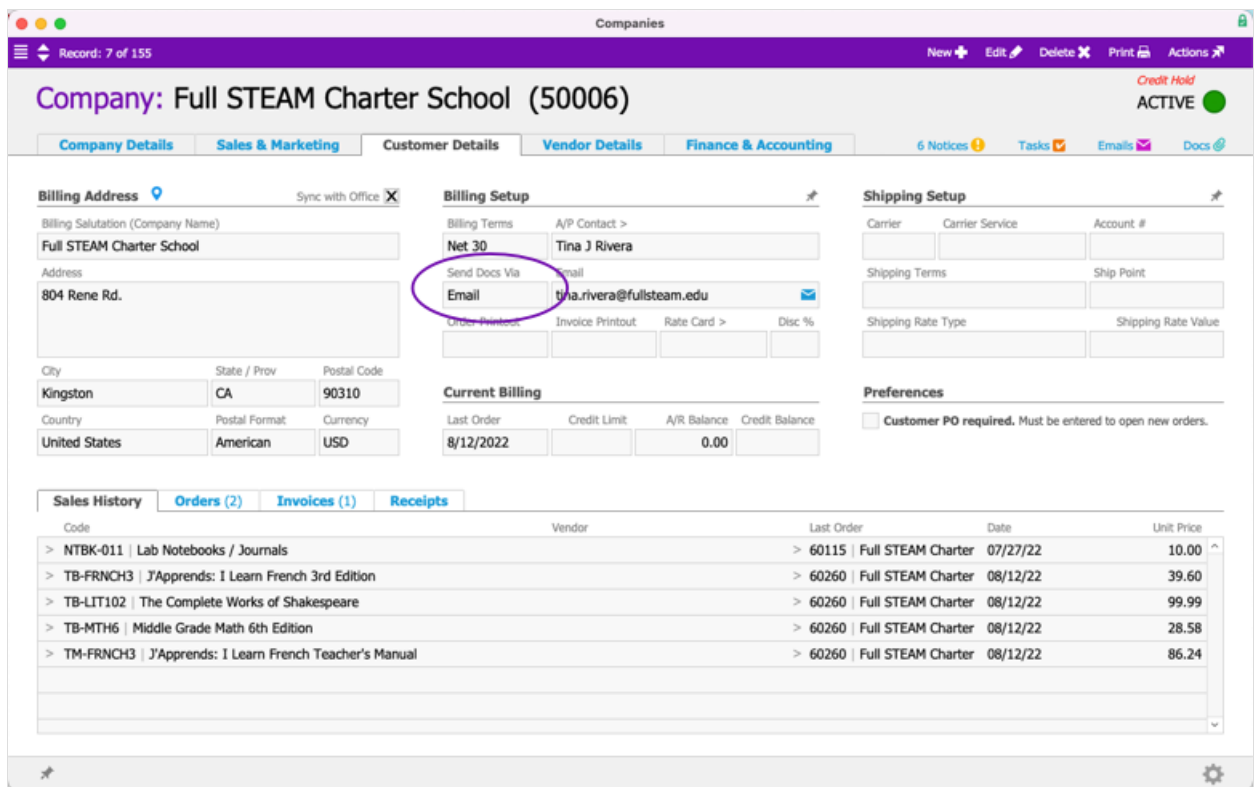 Companies
Record: 7 of 155
New Edit Delete Print Actions
Credit Hold
Company: Full STEAM Charter School (50006)
ACTIVE
Company Details Sales & Marketing Customer Details Vendor Details Finance & Accounting 6 Notices Tasks Emails Docs
Billing Address Sync with Office X
Billing Setup
Shipping Setup
Billing Salutation (Company Name) Billing Terms A/P Contact > Carrier Carrier Service Account #
Full STEAM Charter School Net 30 Tina J Rivera
Address Send Docs Via Email Shipping Terms Ship Point
804 Rene Rd. Email tina.rivera@fullsteam.edu
Order Printout Invoice Printout Rate Card > Disc % Shipping Rate Type Shipping Rate Value
City State / Prov Postal Code
Kingston CA 90310 Current Billing Preferences
Country Postal Format Currency Last Order Credit Limit A/R Balance Credit Balance Customer PO required. Must be entered to open new orders.
United States American USD 8/12/2022 0.00
Sales History Orders (2) Invoices (1) Receipts
Code Vendor Last Order Date Unit Price
> NTBK-011 | Lab Notebooks / Journals > 60115 | Full STEAM Charter 07/27/22 10.00
> TB-FRNCH3 | J'Apprends: I Learn French 3rd Edition > 60260 | Full STEAM Charter 08/12/22 39.60
> TB-LIT102 | The Complete Works of Shakespeare > 60260 | Full STEAM Charter 08/12/22 99.99
> TB-MTH6 | Middle Grade Math 6th Edition > 60260 | Full STEAM Charter 08/12/22 28.58
> TM-FRNCH3 | J'Apprends: I Learn French Teacher's Manual > 60260 | Full STEAM Charter 08/12/22 86.24